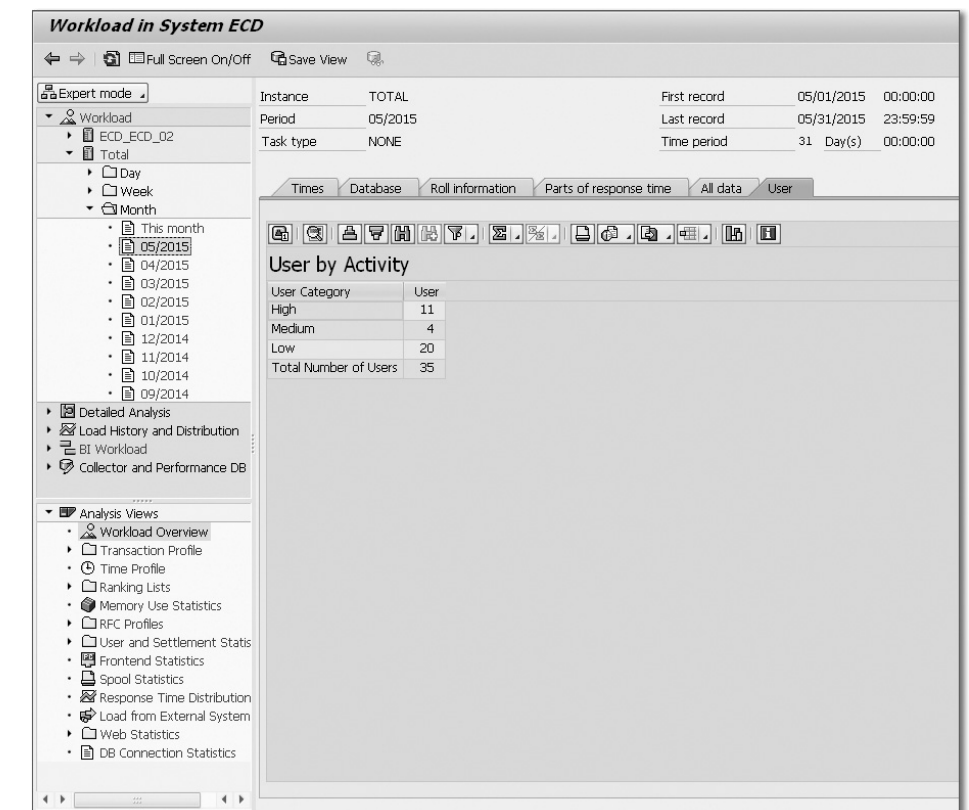 Workload in System ECD
Full Screen On/Off Save View
Expert mode
Workload
ECD_ECD_02
Total
Day
Week
Month
This month
05/2015
04/2015
03/2015
02/2015
01/2015
12/2014
11/2014
10/2014
09/2014
Detailed Analysis
Load History and Distribution
BI Workload
Collector and Performance DB
Analysis Views
Workload Overview
Transaction Profile
Time Profile
Ranking Lists
Memory Use Statistics
RFC Profiles
User and Settlement Statis
Frontend Statistics
Spool Statistics
Response Time Distribution
Load from External System
Web Statistics
DB Connection Statistics
Instance TOTAL First record 05/01/2015 00:00:00
Period 05/2015 Last record 05/31/2015 23:59:59
Task type NONE Time period 31 Day(s) 00:00:00
Times Database Roll information Parts of response time All data User
User by Activity
User Category User
High 11
Medium 4
Low 20
Total Number of Users 35